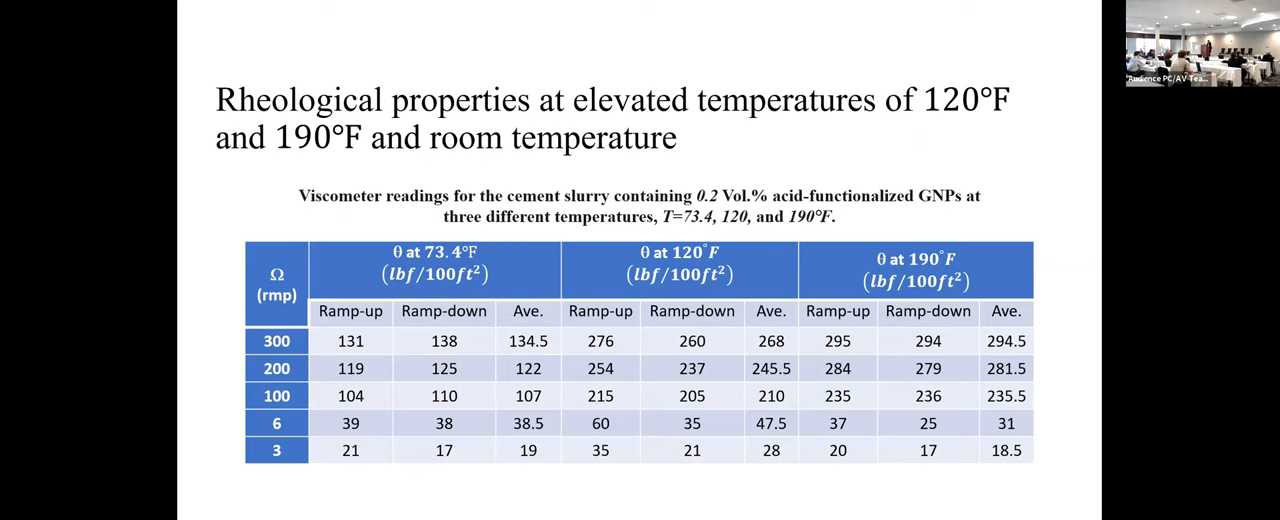 Audience PC/AV Tea...
Rheological properties at elevated temperatures of 120°F
and 190°F and room temperature
Viscometer readings for the cement slurry containing 0.2 Vol.% acid-functionalized GNPs at
three different temperatures, T=73.4, 120, and 190°F.
Ω (rmp) θ at 73.4°F (lbf/100ft²) θ at 120°F (lbf/100ft²) θ at 190°F (lbf/100ft²)
Ramp-up Ramp-down Ave. Ramp-up Ramp-down Ave. Ramp-up Ramp-down Ave.
300 131 138 134.5 276 260 268 295 294 294.5
200 119 125 122 254 237 245.5 284 279 281.5
100 104 110 107 215 205 210 235 236 235.5
6 39 38 38.5 60 35 47.5 37 25 31
3 21 17 19 35 21 28 20 17 18.5